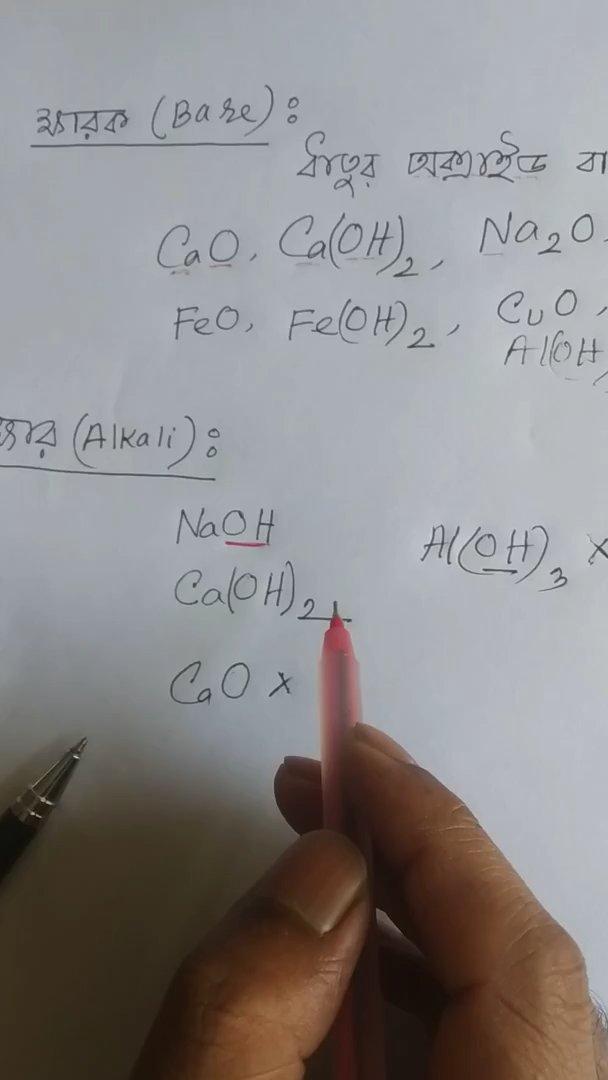 ক্ষারক (Base) :
ধাতুর অক্সাইড বা
CaO, Ca(OH)₂, Na₂O,
FeO, Fe(OH)₂, CuO,
Al(OH)
ক্ষার (Alkali) :
NaOH
Al(OH)₃ ×
Ca(OH)₂
CaO ×